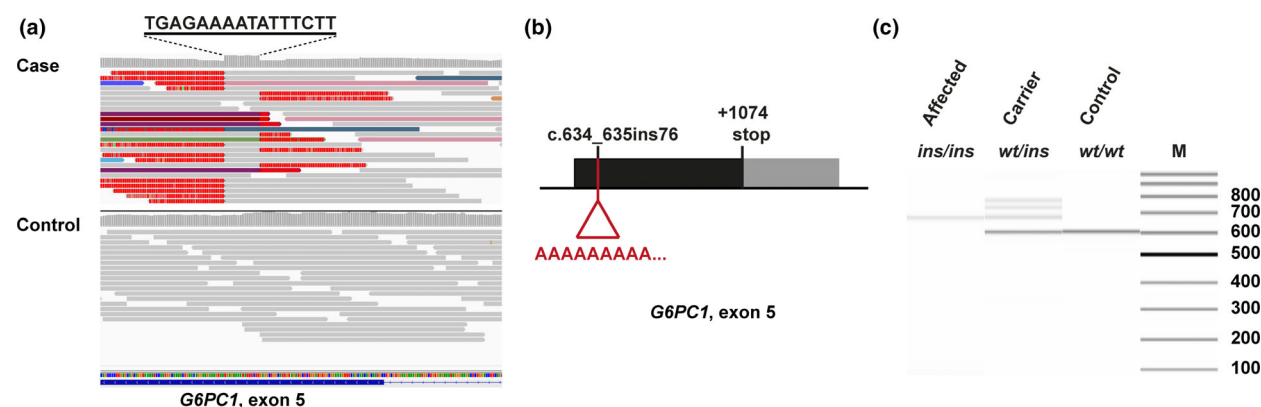 (a)
TGAGAAAATATTTCTT
Case
Control
G6PC1, exon 5
(b)
+1074
stop
c.634_635ins76
AAAAAAAAA...
G6PC1, exon 5
(c)
Affected
Carrier
Control
ins/ins
wt/ins
wt/wt
M
800
700
600
500
400
300
200
100